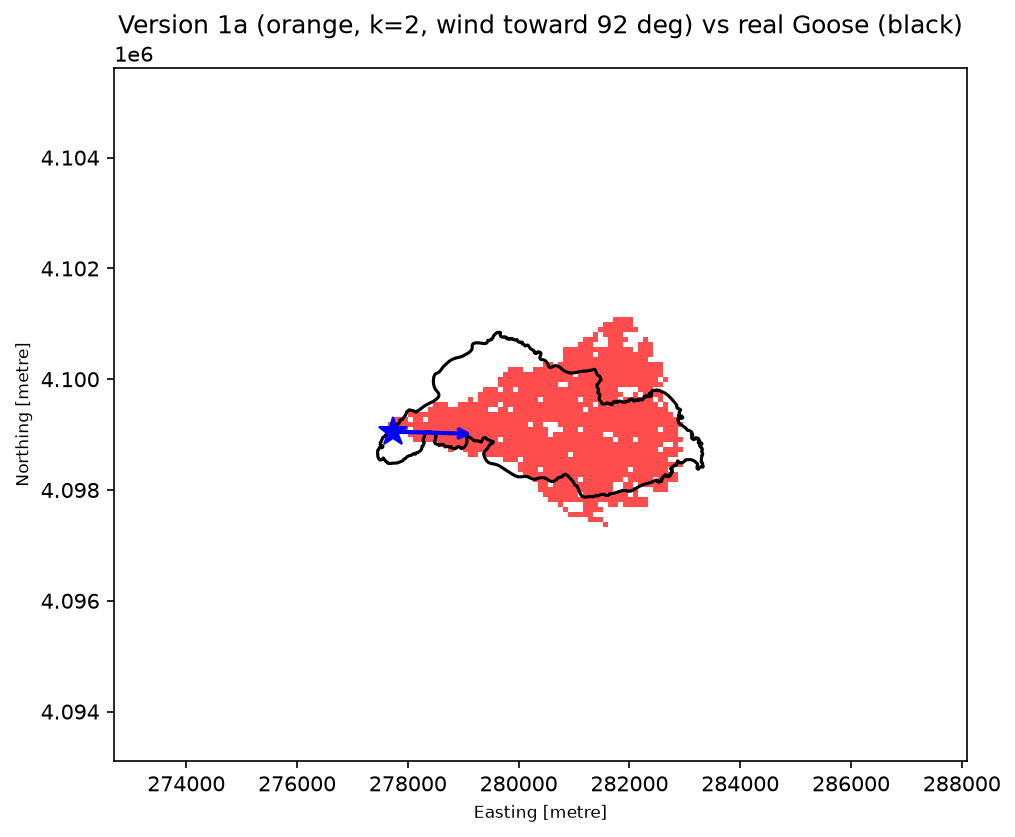 Version 1a (orange, k=2, wind toward 92 deg) vs real Goose (black)
1e6
4.104
4.102
4.100
4.098
4.096
4.094
Northing [metre]
274000 276000 278000 280000 282000 284000 286000 288000
Easting [metre]